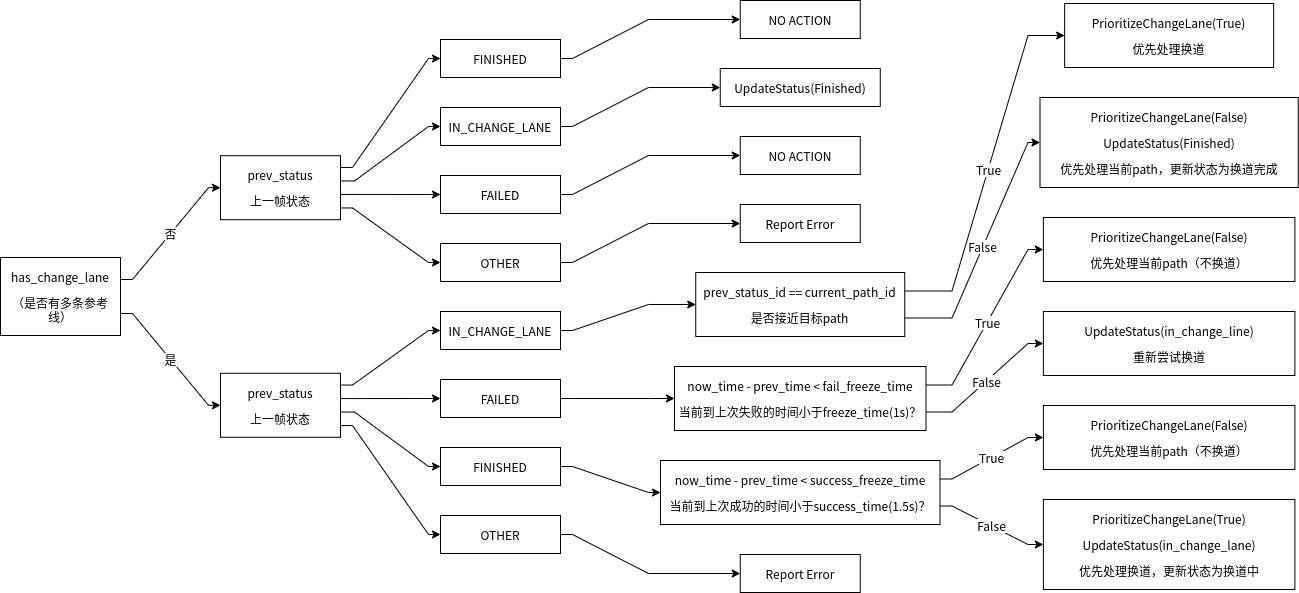 has_change_lane
（是否有多条参考
线）
否
是
prev_status
上一帧状态
FINISHED
NO ACTION
IN_CHANGE_LANE
UpdateStatus(Finished)
FAILED
NO ACTION
OTHER
Report Error
prev_status
上一帧状态
IN_CHANGE_LANE
prev_status_id == current_path_id
是否接近目标path
True
PrioritizeChangeLane(True)
优先处理换道
False
PrioritizeChangeLane(False)
UpdateStatus(Finished)
优先处理当前path，更新状态为换道完成
FAILED
now_time - prev_time < fail_freeze_time
当前到上次失败的时间小于freeze_time(1s)?
True
PrioritizeChangeLane(False)
优先处理当前path（不换道）
False
UpdateStatus(in_change_line)
重新尝试换道
FINISHED
now_time - prev_time < success_freeze_time
当前到上次成功的时间小于success_time(1.5s)?
True
PrioritizeChangeLane(False)
优先处理当前path（不换道）
False
PrioritizeChangeLane(True)
UpdateStatus(in_change_lane)
优先处理换道，更新状态为换道中
OTHER
Report Error